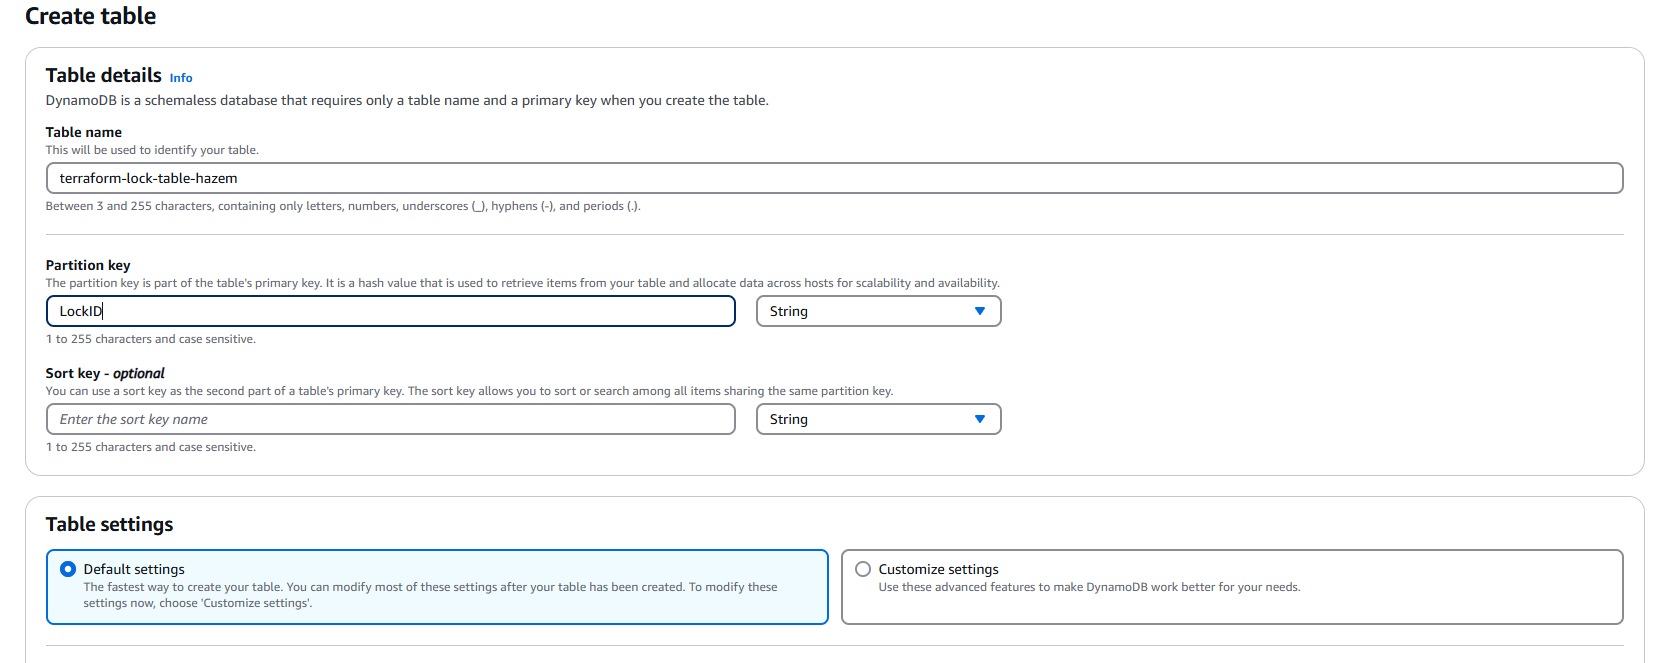 Create table
Table details Info
DynamoDB is a schemaless database that requires only a table name and a primary key when you create the table.
Table name
This will be used to identify your table.
terraform-lock-table-hazem
Between 3 and 255 characters, containing only letters, numbers, underscores (_), hyphens (-), and periods (.).
Partition key
The partition key is part of the table's primary key. It is a hash value that is used to retrieve items from your table and allocate data across hosts for scalability and availability.
LockID String
1 to 255 characters and case sensitive.
Sort key - optional
You can use a sort key as the second part of a table's primary key. The sort key allows you to sort or search among all items sharing the same partition key.
Enter the sort key name String
1 to 255 characters and case sensitive.
Table settings
Default settings
The fastest way to create your table. You can modify most of these settings after your table has been created. To modify these
settings now, choose 'Customize settings'.
Customize settings
Use these advanced features to make DynamoDB work better for your needs.